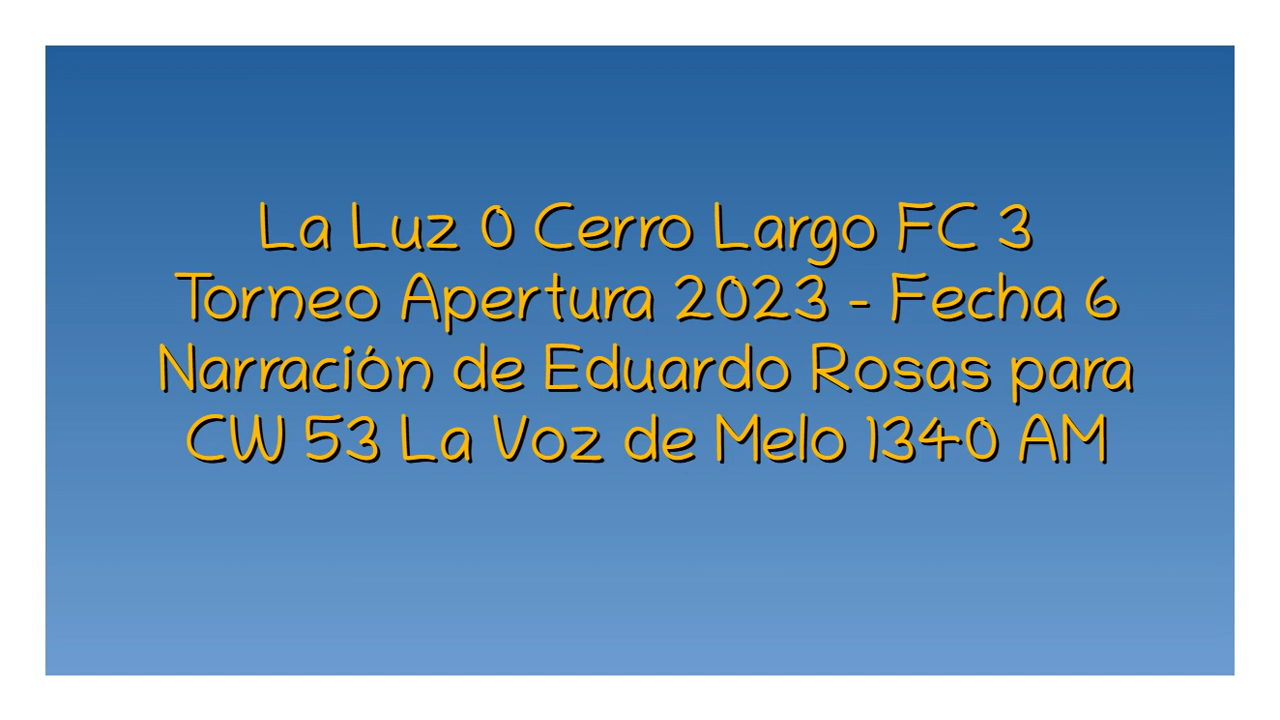 La Luz 0 Cerro Largo FC 3
Torneo Apertura 2023 - Fecha 6
Narración de Eduardo Rosas para
CW 53 La Voz de Melo 1340 AM